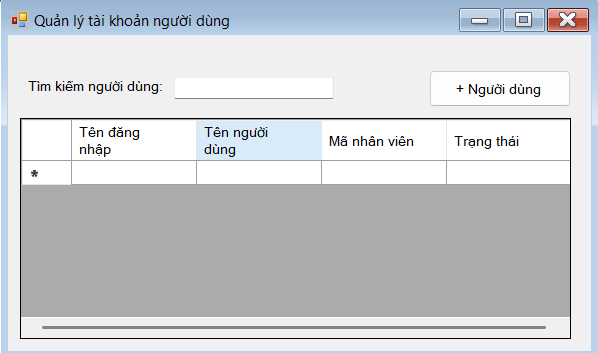 Quản lý tài khoản người dùng
Tìm kiếm người dùng:
+ Người dùng
Tên đăng
nhập
Tên người
dùng
Mã nhân viên
Trạng thái
*